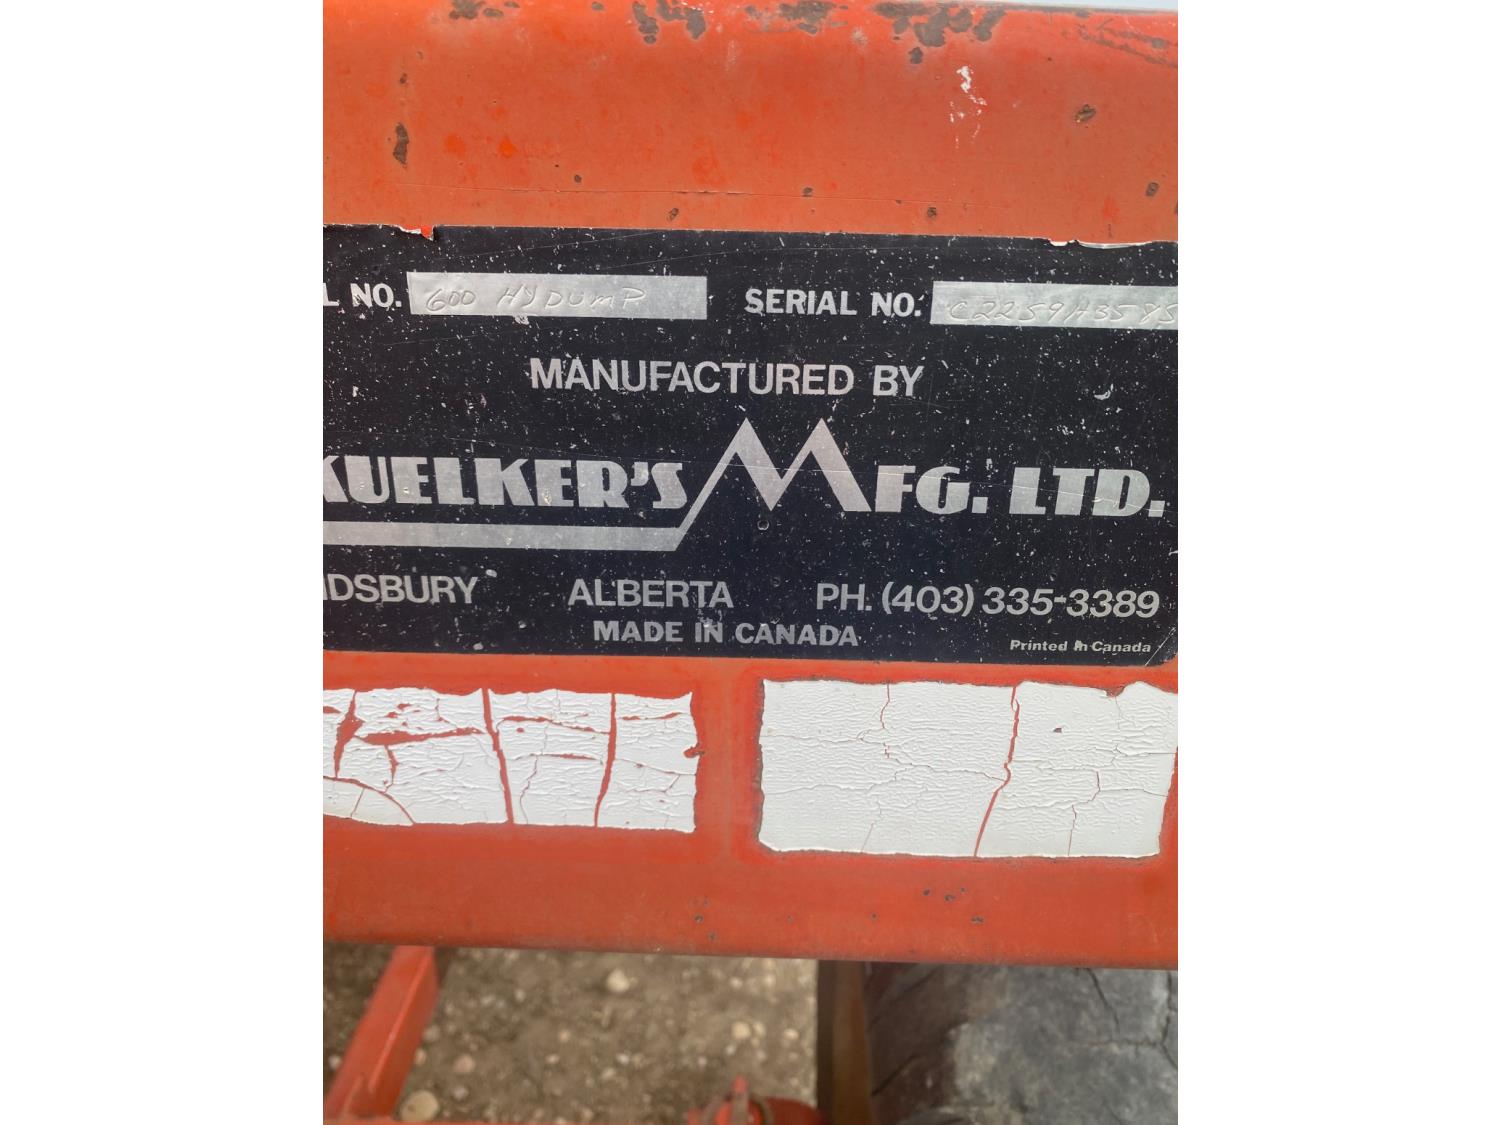 L NO. 600 HYDUMP SERIAL NO. C2259H3585
MANUFACTURED BY
KUELKER'S MFG. LTD.
IDSBURY ALBERTA PH. (403) 335-3389
MADE IN CANADA
Printed in Canada